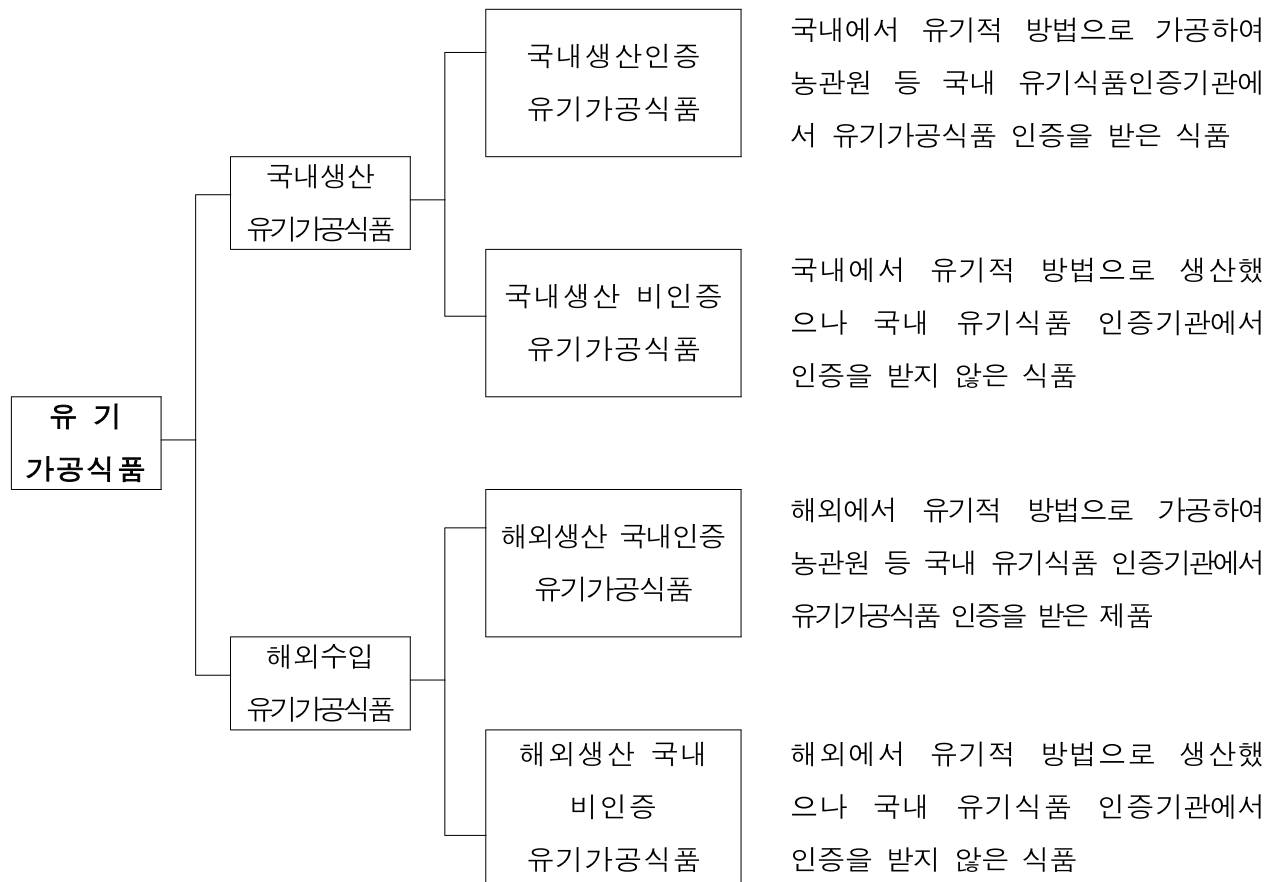 국내생산인증
유기가공식품
국내에서 유기적 방법으로 가공하여
농관원 등 국내 유기식품인증기관에
서 유기가공식품 인증을 받은 식품
국내생산
유기가공식품
국내생산 비인증
유기가공식품
국내에서 유기적 방법으로 생산했
으나 국내 유기식품 인증기관에서
인증을 받지 않은 식품
유 기
가공식품
해외생산 국내인증
유기가공식품
해외에서 유기적 방법으로 가공하여
농관원 등 국내 유기식품 인증기관에서
유기가공식품 인증을 받은 제품
해외수입
유기가공식품
해외생산 국내
비인증
유기가공식품
해외에서 유기적 방법으로 생산했
으나 국내 유기식품 인증기관에서
인증을 받지 않은 식품